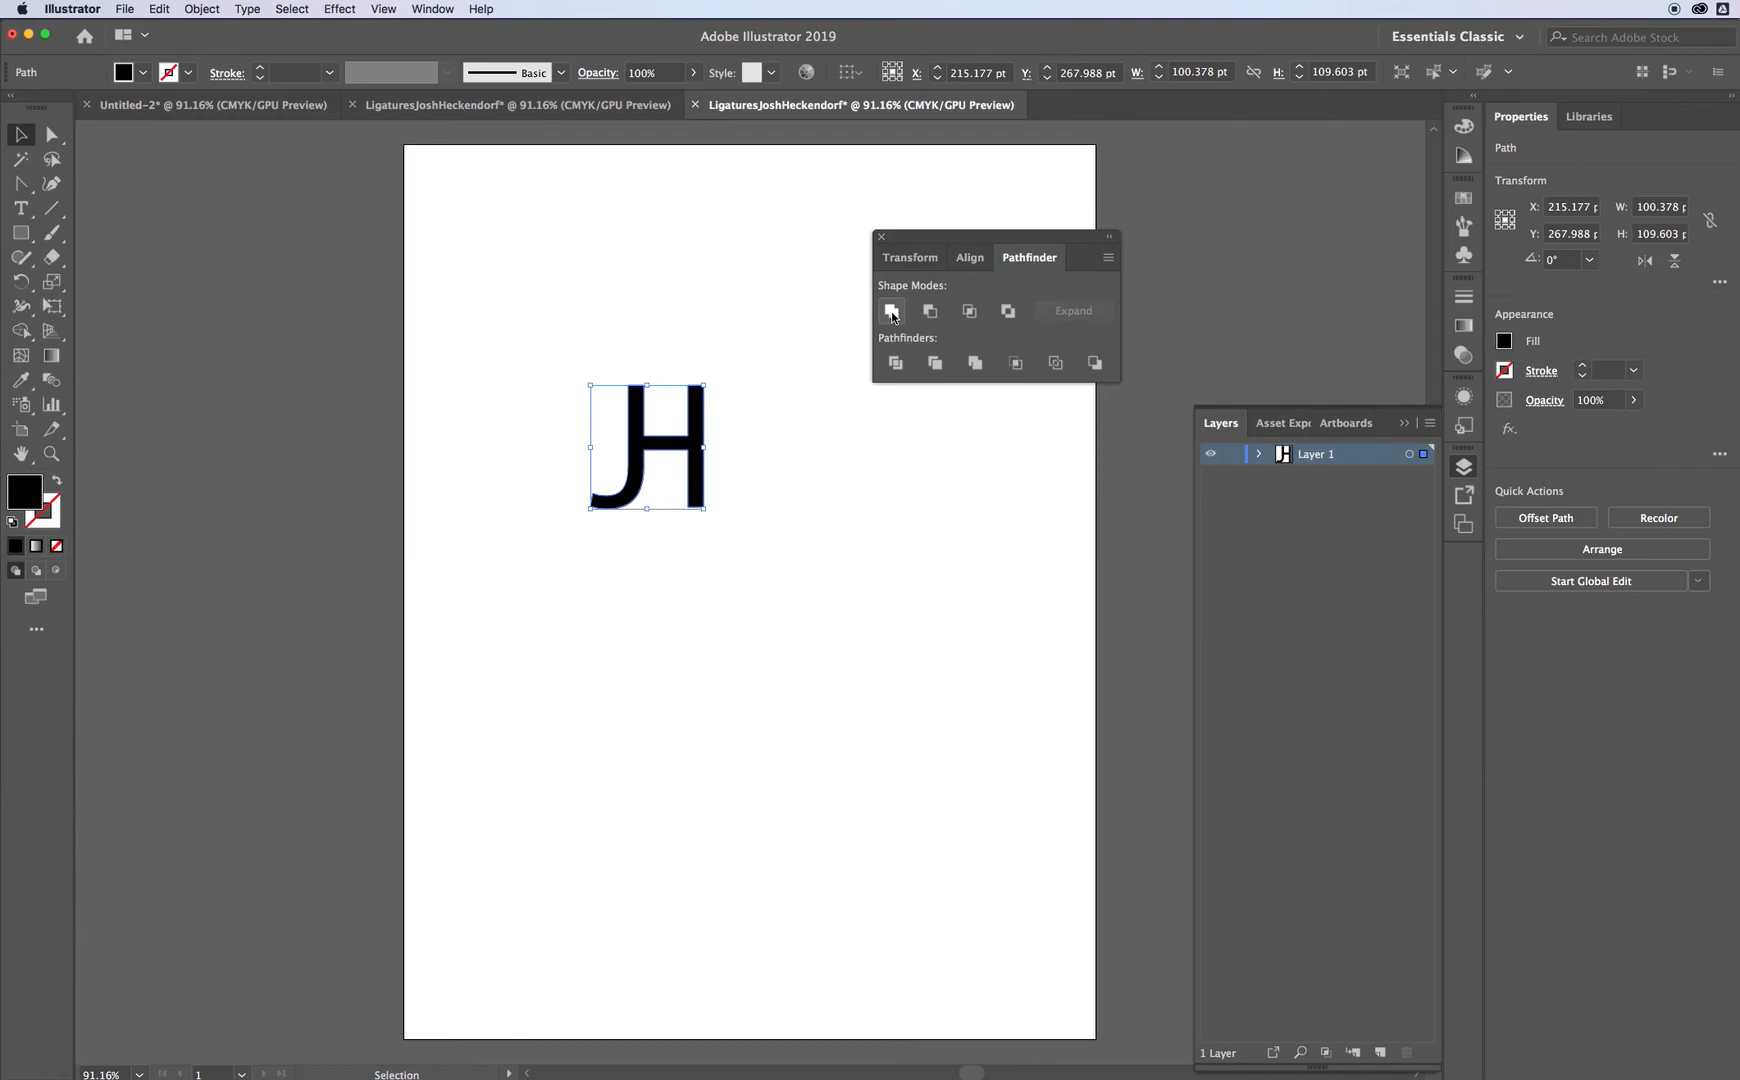 Illustrator File Edit Object Type Select Effect View Window Help
Adobe Illustrator 2019
Essentials Classic
Search Adobe Stock
Path Stroke: Basic Opacity: 100% Style: X: 215.177 pt Y: 267.988 pt W: 100.378 pt H: 109.603 pt
Untitled-2* @ 91.16% (CMYK/GPU Preview) LigaturesJoshHeckendorf* @ 91.16% (CMYK/GPU Preview) LigaturesJoshHeckendorf* @ 91.16% (CMYK/GPU Preview)
Properties Libraries
Path
Transform
X: 215.177 W: 100.378
Y: 267.988 H: 109.603
0°
Transform Align Pathfinder
Shape Modes:
Expand
Pathfinders:
Appearance
Fill
Stroke
Opacity 100%
fx
JH
Layers Asset Expo Artboards
Layer 1
Quick Actions
Offset Path Recolor
Arrange
Start Global Edit
1 Layer
91.16% 1 Selection